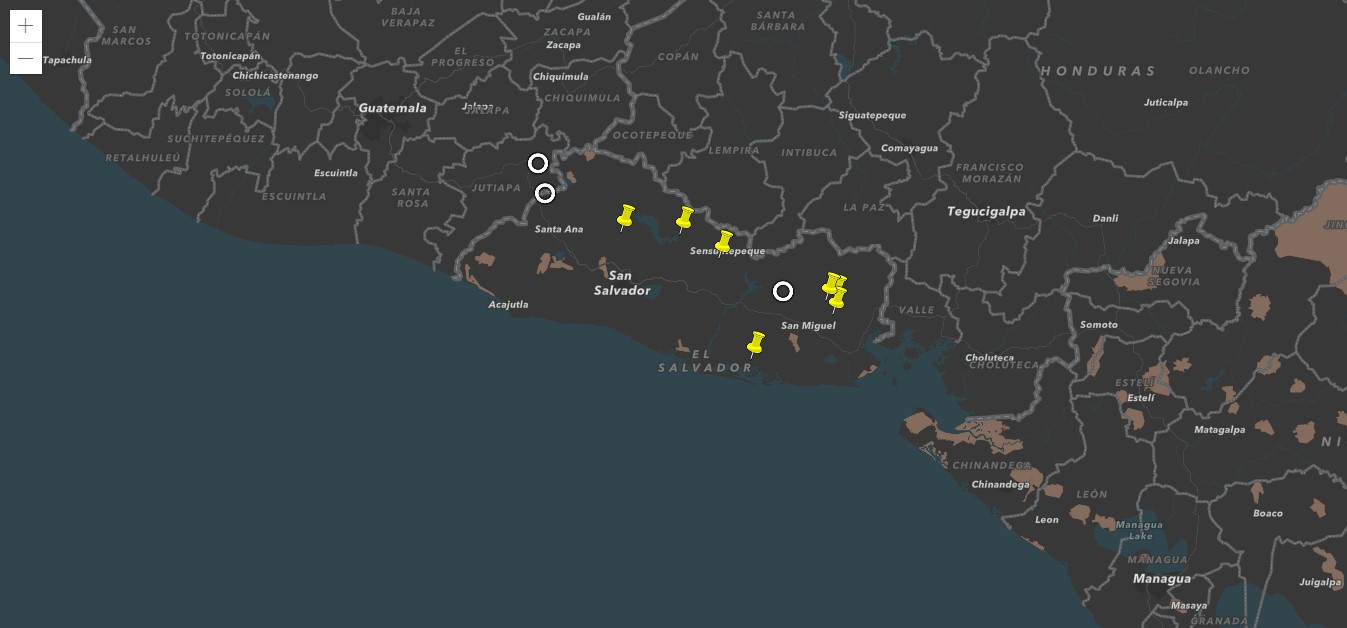 BAJA
VERAPAZ
Gualán
SANTA
BÁRBARA
SAN
MARCOS
TOTONICAPÁN
ZACAPA
Zacapa
Tapachula
Totonicapán
EL
PROGRESO
COPÁN
HONDURAS
OLANCHO
Chichicastenango
Chiquimula
SOLOLÁ
CHIQUIMULA
Guatemala
Jalapa
JALAPA
Juticalpa
Siguatepeque
SUCHITEPÉQUEZ
OCOTEPEQUE
RETALHULEÚ
LEMPIRA
INTIBUCA
Comayagua
FRANCISCO
MORAZÁN
Escuintla
ESCUINTLA
SANTA
ROSA
JUTIAPA
LA PAZ
Tegucigalpa
Danli
Santa Ana
Sensuntepeque
Jalapa
NUEVA
SEGOVIA
San
Salvador
Acajutla
VALLE
San Miguel
Somoto
EL
SALVADOR
Choluteca
CHOLUTECA
ESTELÍ
Estelí
Matagalpa
NI
CHINANDEGA
Chinandega
LEÓN
Leon
Boaco
Managua
Lake
MANAGUA
Managua
Juigalpa
Masaya
GRANADA